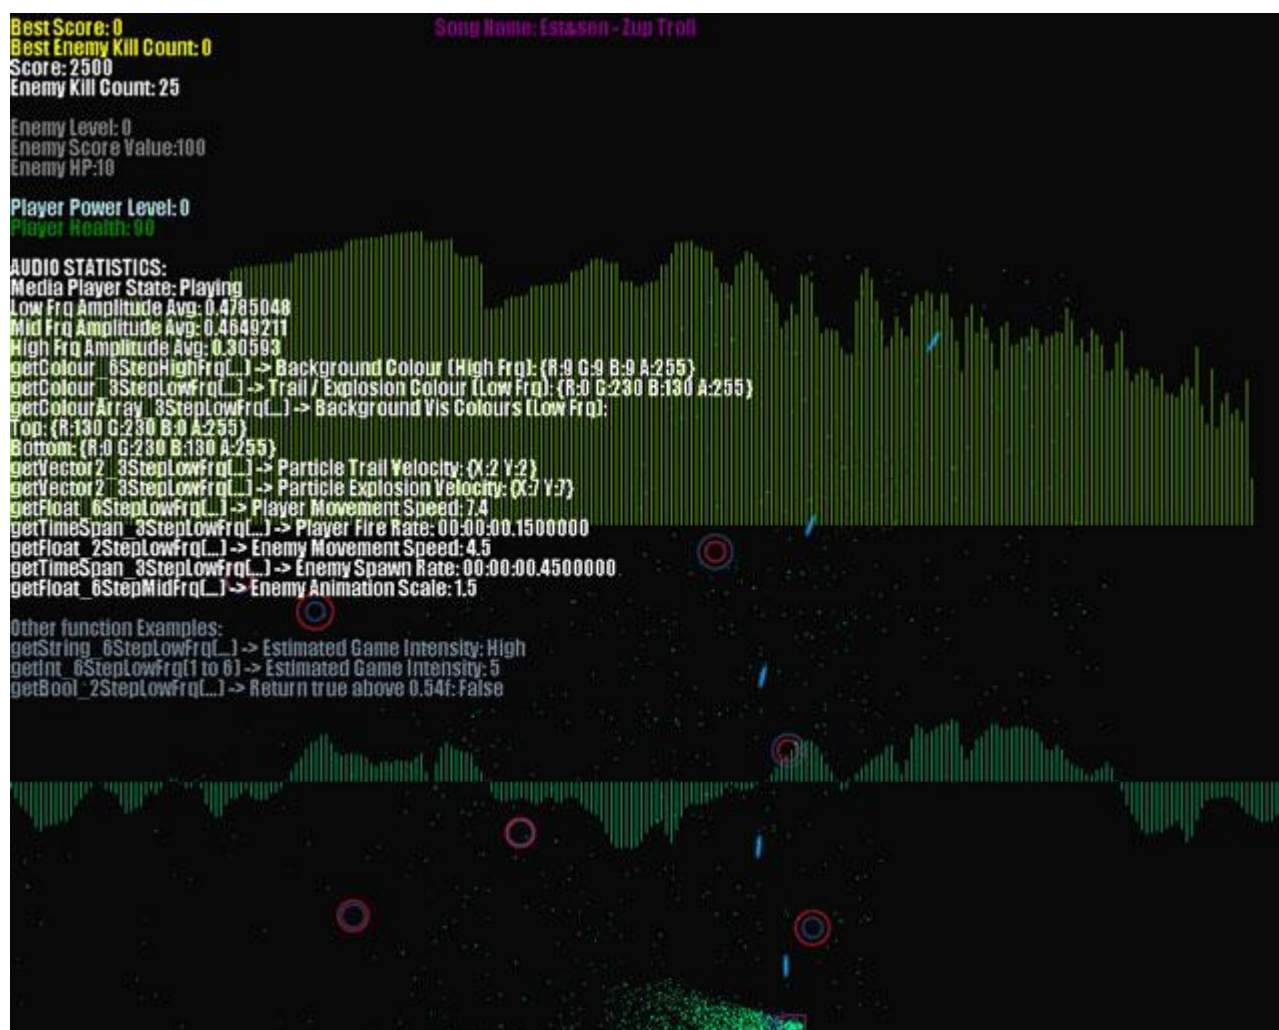 Best Score: 0
Song Name: Est&sen - Zup Troll
Best Enemy Kill Count: 0
Score: 2500
Enemy Kill Count: 25
Enemy Level: 0
Enemy Score Value:100
Enemy HP:10
Player Power Level: 0
Player Health: 90
AUDIO STATISTICS:
Media Player State: Playing
Low Frq Amplitude Avg: 0.4785048
Mid Frq Amplitude Avg: 0.4649211
High Frq Amplitude Avg: 0.30593
getColour_6StepHighFrq(...) -> Background Colour (High Frq): {R:9 G:9 B:9 A:255}
getColour_3StepLowFrq(...) -> Trail / Explosion Colour (Low Frq): {R:0 G:230 B:130 A:255}
getColourArray_3StepLowFrq(...) -> Background Vis Colours (Low Frq):
Top: {R:130 G:230 B:0 A:255}
Bottom: {R:0 G:230 B:130 A:255}
getVector2_3StepLowFrq(...) -> Particle Trail Velocity: {X:2 Y:2}
getVector2_3StepLowFrq(...) -> Particle Explosion Velocity: {X:7 Y:7}
getFloat_6StepLowFrq(...) -> Player Movement Speed: 7.4
getTimeSpan_3StepLowFrq(...) -> Player Fire Rate: 00:00:00.1500000
getFloat_2StepLowFrq(...) -> Enemy Movement Speed: 4.5
getTimeSpan_3StepLowFrq(...) -> Enemy Spawn Rate: 00:00:00.4500000
getFloat_6StepMidFrq(...) -> Enemy Animation Scale: 1.5
Other function Examples:
getString_6StepLowFrq(...) -> Estimated Game Intensity: High
getInt_6StepLowFrq(1 to 6) -> Estimated Game Intensity: 5
getBool_2StepLowFrq(...) -> Return true above 0.54f: False